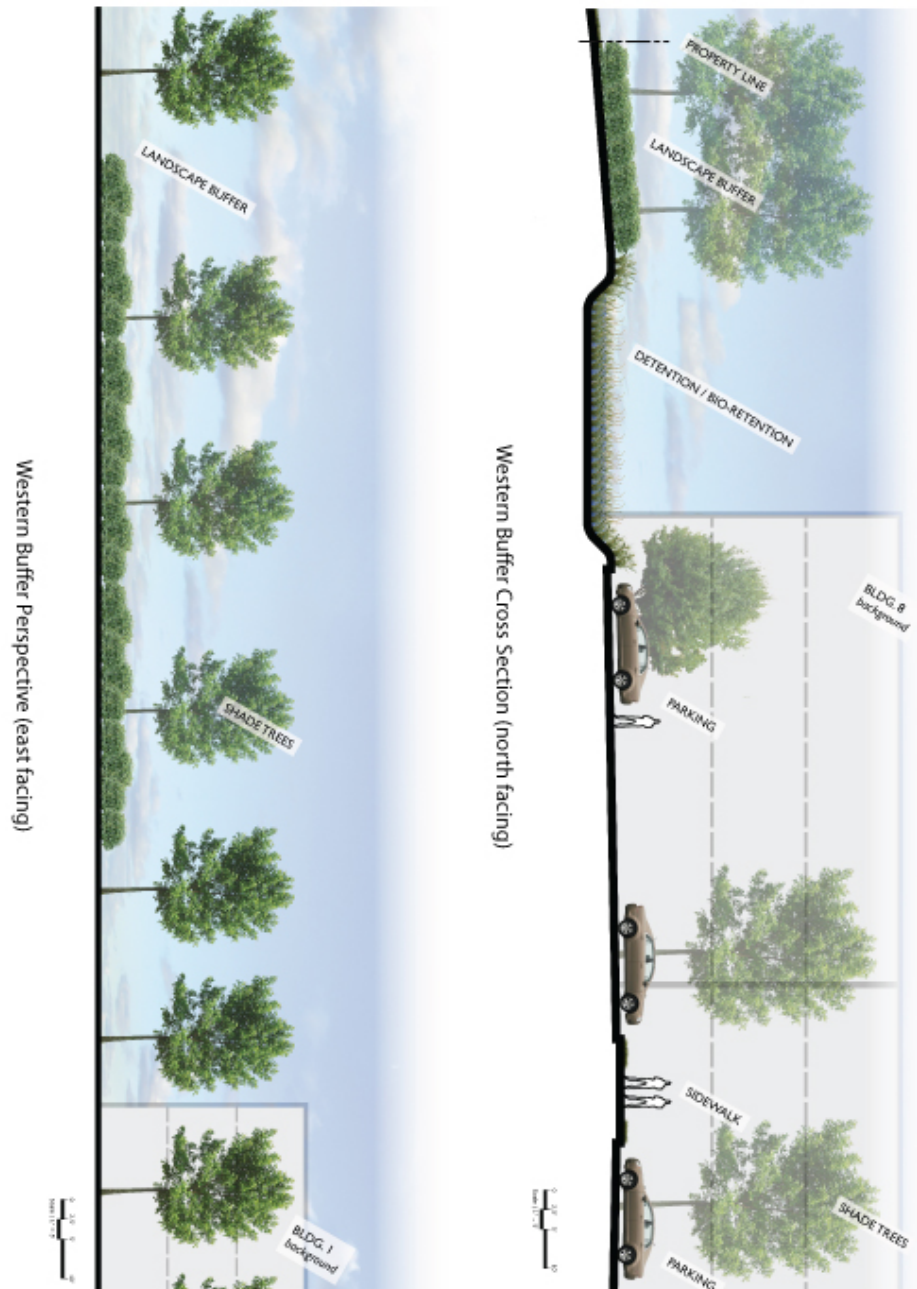 PROPERTY LINE
LANDSCAPE BUFFER
DETENTION / BIO-RETENTION
BLDG. 8
background
PARKING
SIDEWALK
SHADE TREES
PARKING
Western Buffer Cross Section (north facing)
LANDSCAPE BUFFER
SHADE TREES
BLDG. 1
background
Western Buffer Perspective (east facing)